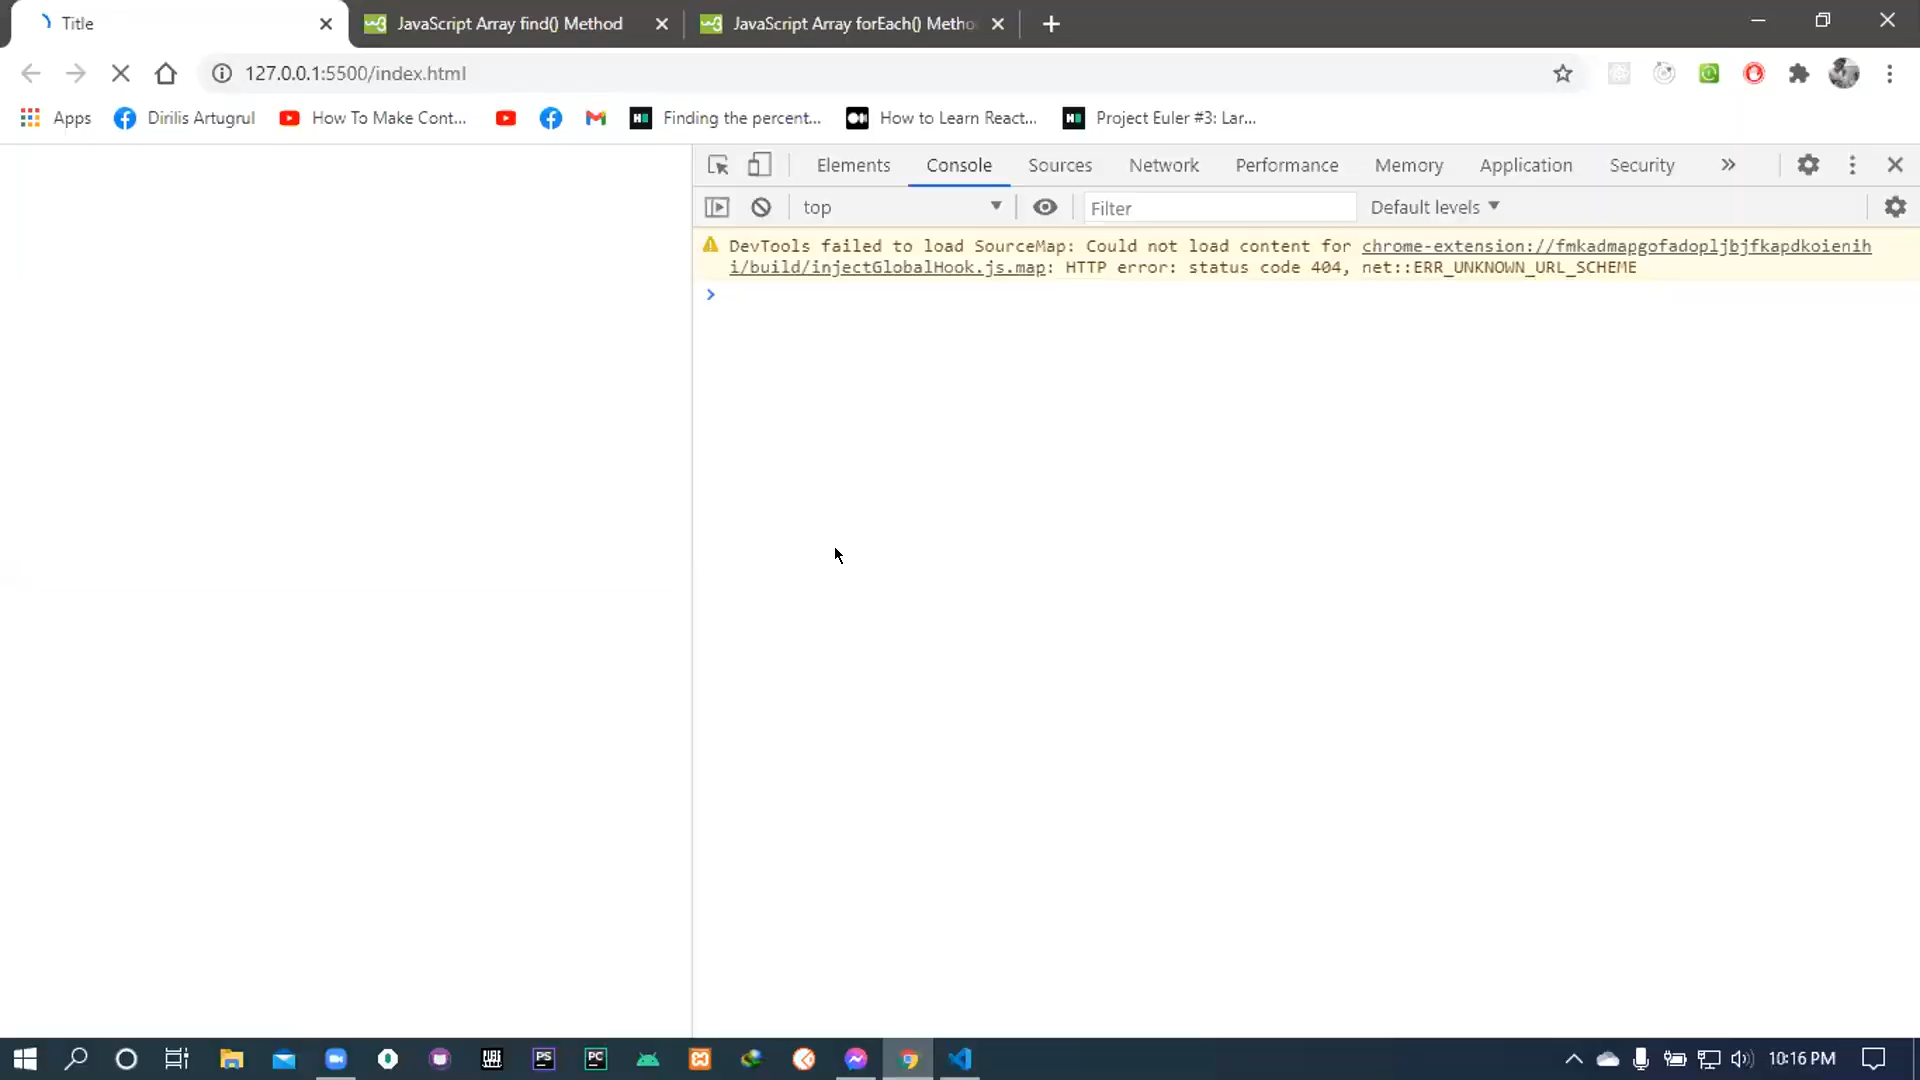 Title
JavaScript Array find() Method
JavaScript Array forEach() Metho
127.0.0.1:5500/index.html
Apps
Dirilis Artugrul
How To Make Cont...
Finding the percent...
How to Learn React...
Project Euler #3: Lar...
Elements
Console
Sources
Network
Performance
Memory
Application
Security
top
Filter
Default levels
DevTools failed to load SourceMap: Could not load content for chrome-extension://fmkadmapgofadopljbjfkapdkoienih
i/build/injectGlobalHook.js.map: HTTP error: status code 404, net::ERR_UNKNOWN_URL_SCHEME
PS
PC
10:16 PM